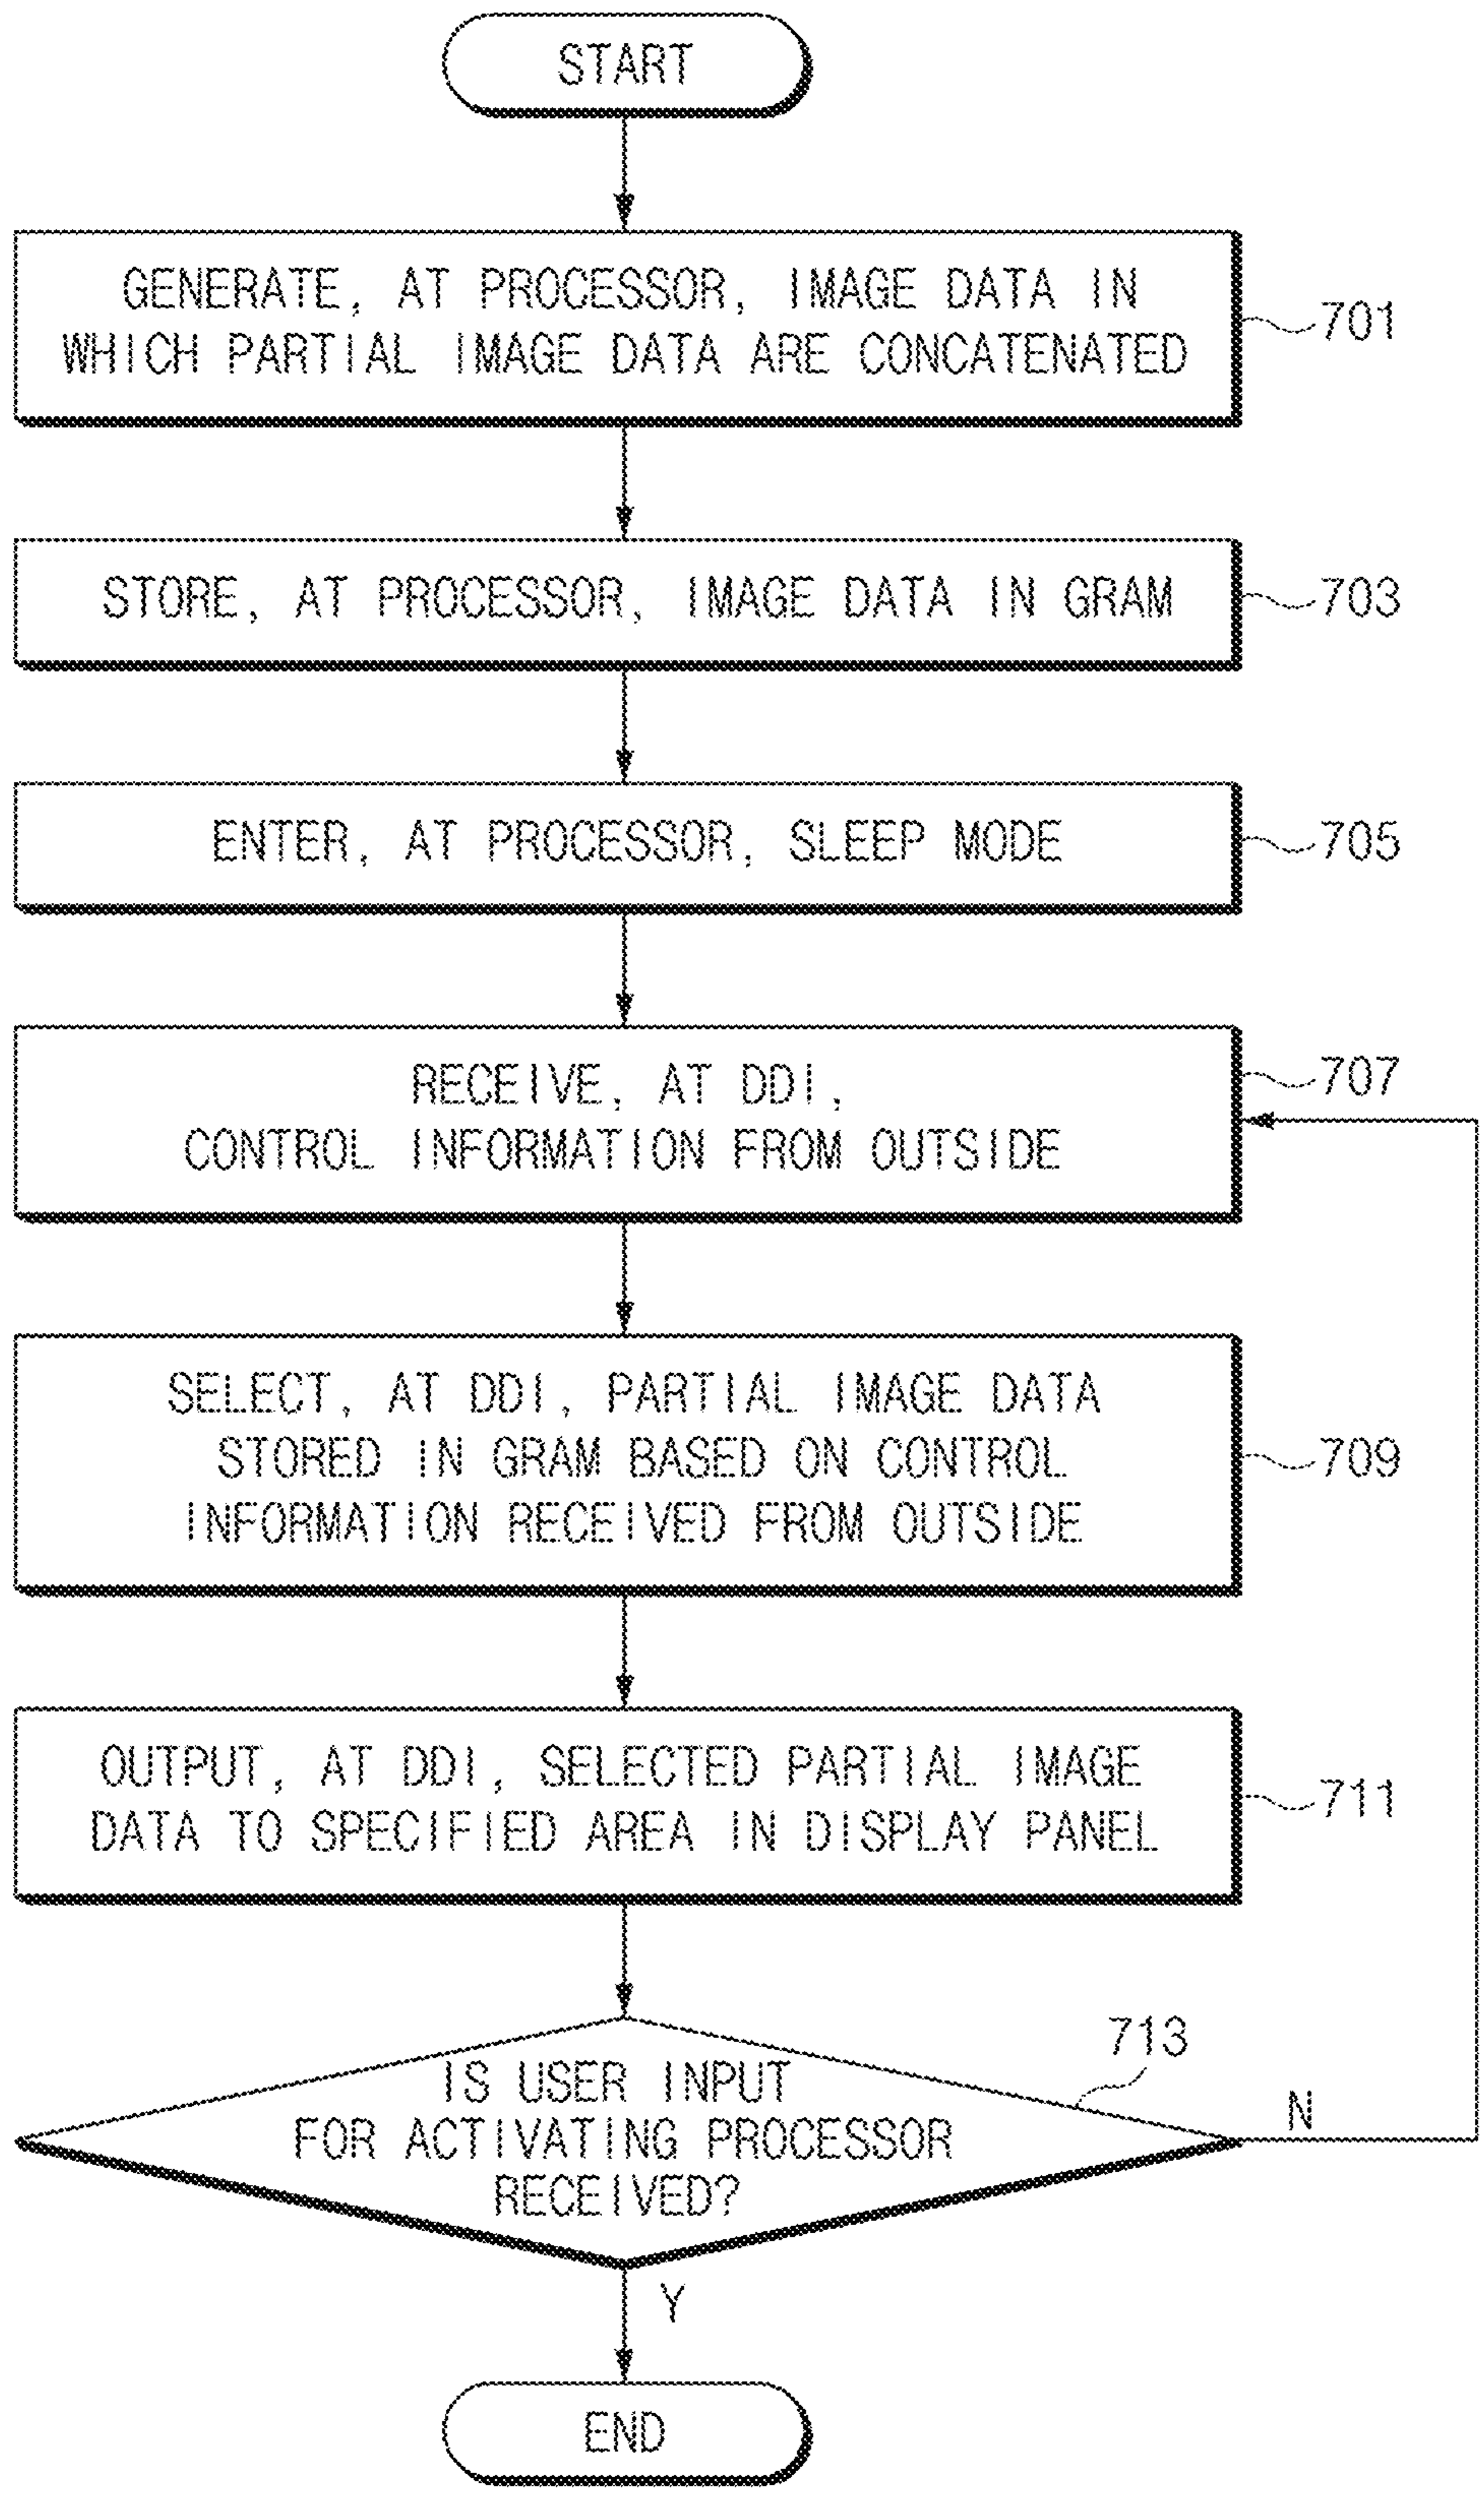 START
GENERATE, AT PROCESSOR, IMAGE DATA IN
WHICH PARTIAL IMAGE DATA ARE CONCATENATED
701
STORE, AT PROCESSOR, IMAGE DATA IN GRAM
703
ENTER, AT PROCESSOR, SLEEP MODE
705
RECEIVE, AT DDI,
CONTROL INFORMATION FROM OUTSIDE
707
SELECT, AT DDI, PARTIAL IMAGE DATA
STORED IN GRAM BASED ON CONTROL
INFORMATION RECEIVED FROM OUTSIDE
709
OUTPUT, AT DDI, SELECTED PARTIAL IMAGE
DATA TO SPECIFIED AREA IN DISPLAY PANEL
711
IS USER INPUT
FOR ACTIVATING PROCESSOR
RECEIVED?
713
N
Y
END